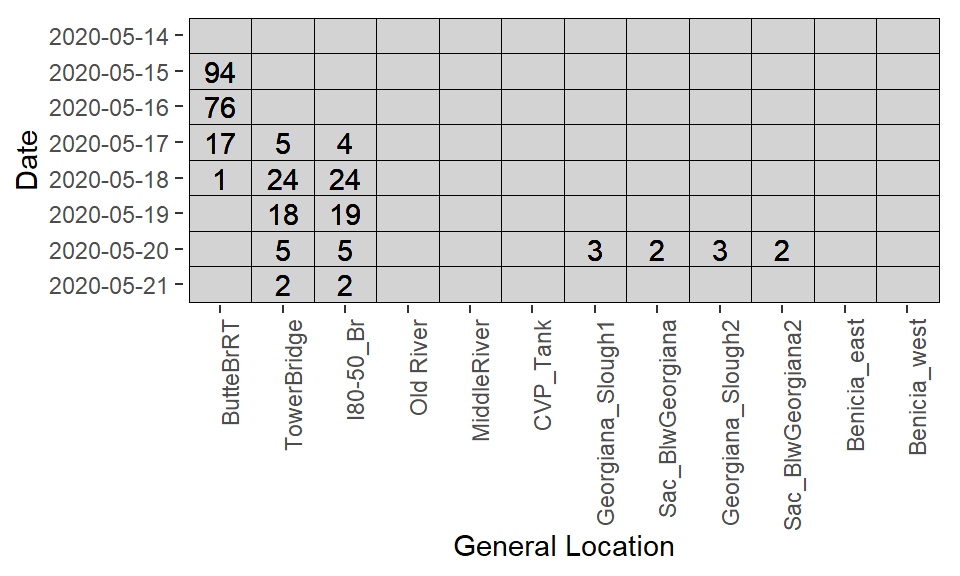 2020-05-14
2020-05-15 94
2020-05-16 76
2020-05-17 17 5 4
2020-05-18 1 24 24
2020-05-19 18 19
2020-05-20 5 5 3 2 3 2
2020-05-21 2 2
Date
ButteBrRT
TowerBridge
I80-50_Br
Old River
MiddleRiver
CVP_Tank
Georgiana_Slough1
Sac_BlwGeorgiana
Georgiana_Slough2
Sac_BlwGeorgiana2
Benicia_east
Benicia_west
General Location